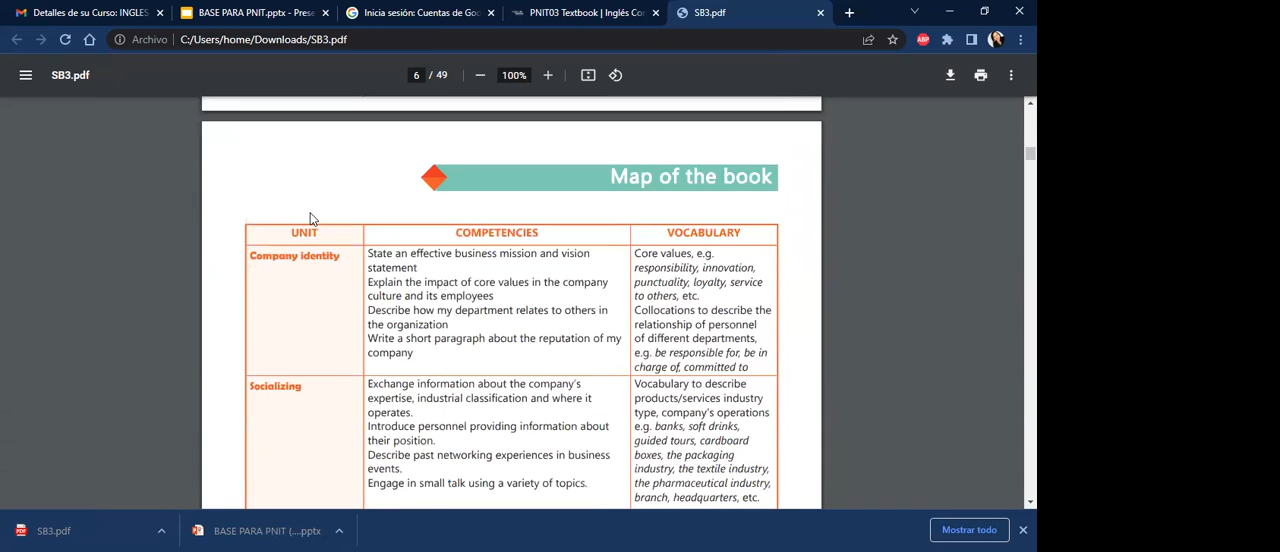 Detalles de su Curso: INGLES
BASE PARA PNIT.pptx - Prese
Inicia sesión: Cuentas de Goo
PNIT03 Textbook | Inglés Co
SB3.pdf
Archivo
C:/Users/home/Downloads/SB3.pdf
ABP
SB3.pdf
6 / 49
100%
Map of the book
UNIT
COMPETENCIES
VOCABULARY
Company identity
State an effective business mission and vision
statement
Explain the impact of core values in the company
culture and its employees
Describe how my department relates to others in
the organization
Write a short paragraph about the reputation of my
company
Core values, e.g.
responsibility, innovation,
punctuality, loyalty, service
to others, etc.
Collocations to describe the
relationship of personnel
of different departments,
e.g. be responsible for, be in
charge of, committed to
Socializing
Exchange information about the company's
expertise, industrial classification and where it
operates.
Introduce personnel providing information about
their position.
Describe past networking experiences in business
events.
Engage in small talk using a variety of topics.
Vocabulary to describe
products/services industry
type, company's operations
e.g. banks, soft drinks,
guided tours, cardboard
boxes, the packaging
industry, the textile industry,
the pharmaceutical industry,
branch, headquarters, etc.
SB3.pdf
BASE PARA PNIT (....pptx
Mostrar todo